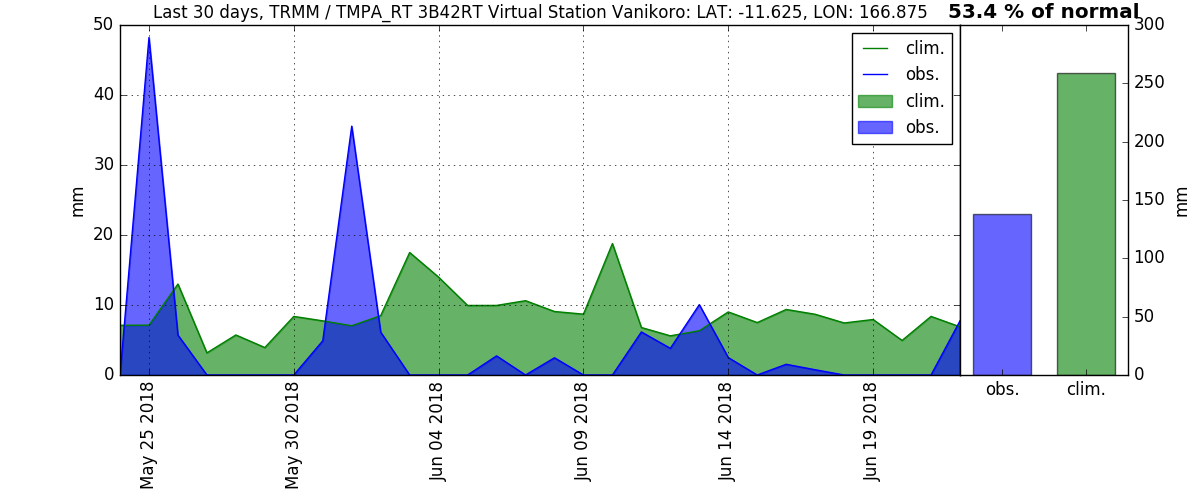 Last 30 days, TRMM / TMPA_RT 3B42RT Virtual Station Vanikoro: LAT: -11.625, LON: 166.875
53.4 % of normal
50
40
30
20
10
0
mm
clim.
obs.
clim.
obs.
May 25 2018
May 30 2018
Jun 04 2018
Jun 09 2018
Jun 14 2018
Jun 19 2018
300
250
200
150
100
50
0
mm
obs.
clim.